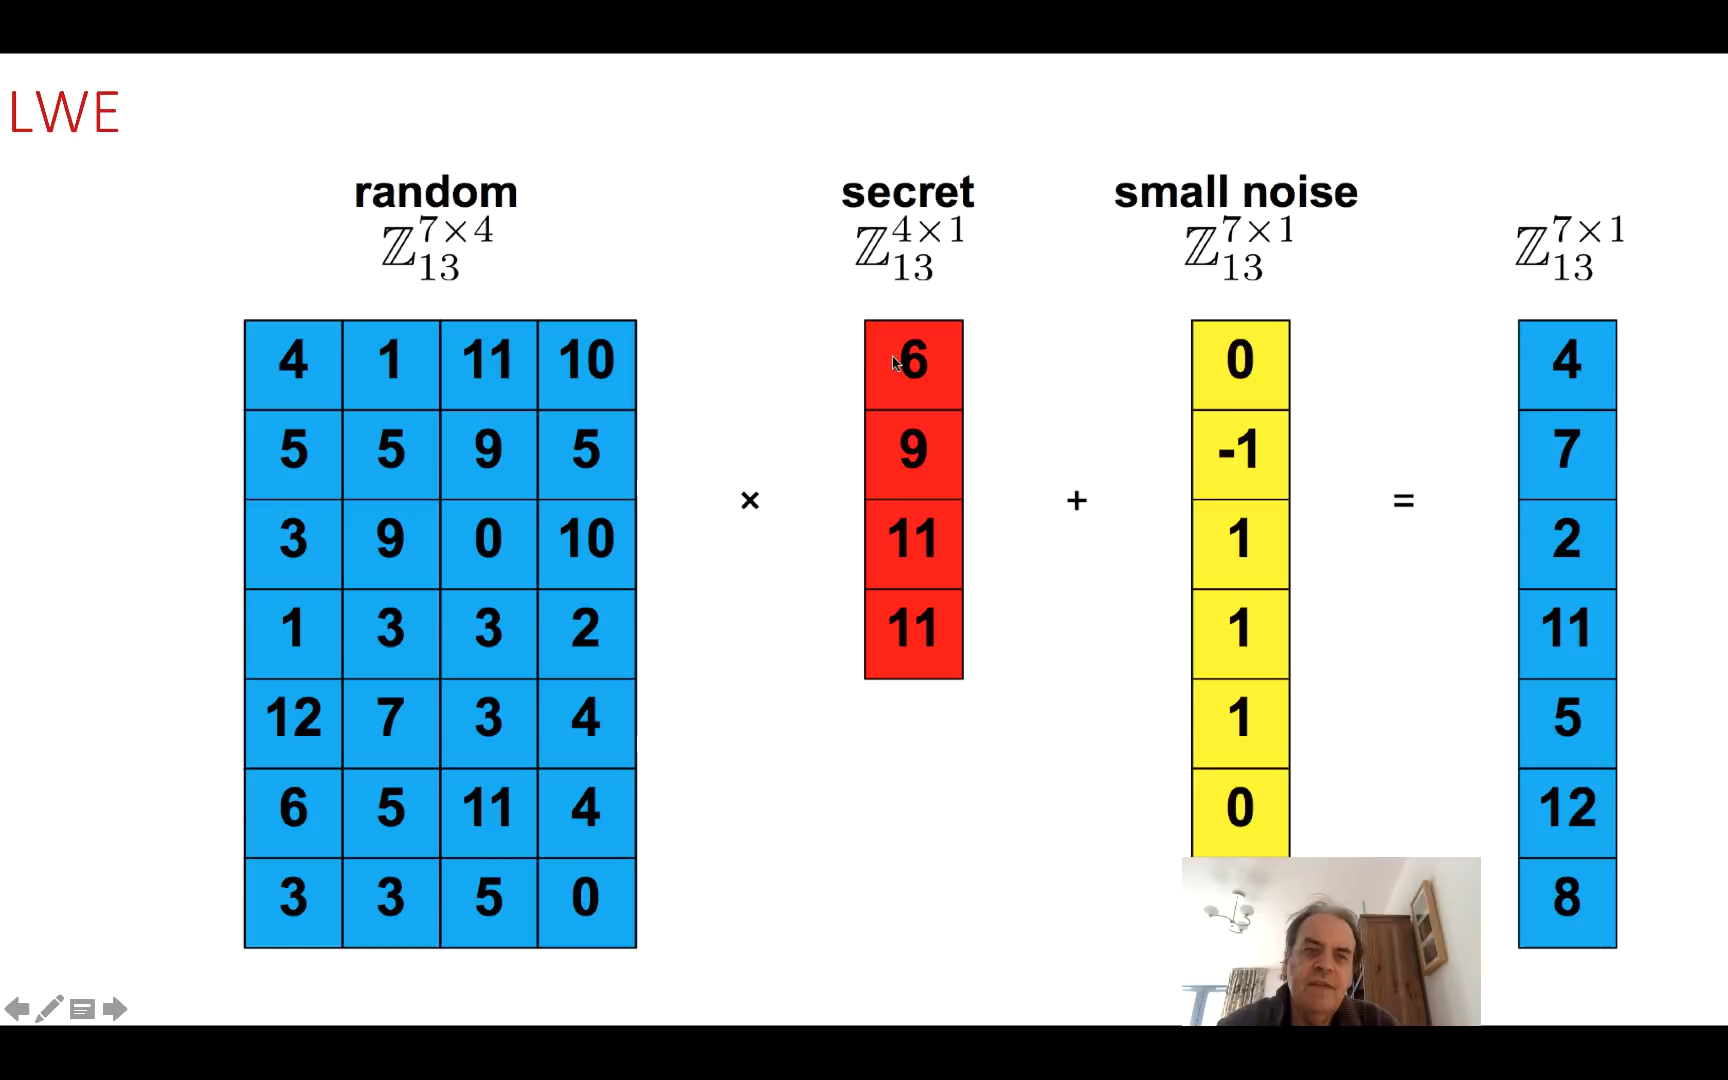 LWE
random secret small noise
ℤ₁₃^{7×4} ℤ₁₃^{4×1} ℤ₁₃^{7×1} ℤ₁₃^{7×1}
4 1 11 10 6 0 4
5 5 9 5 9 -1 7
× + =
3 9 0 10 11 1 2
1 3 3 2 11 1 11
12 7 3 4 1 5
6 5 11 4 0 12
3 3 5 0 8